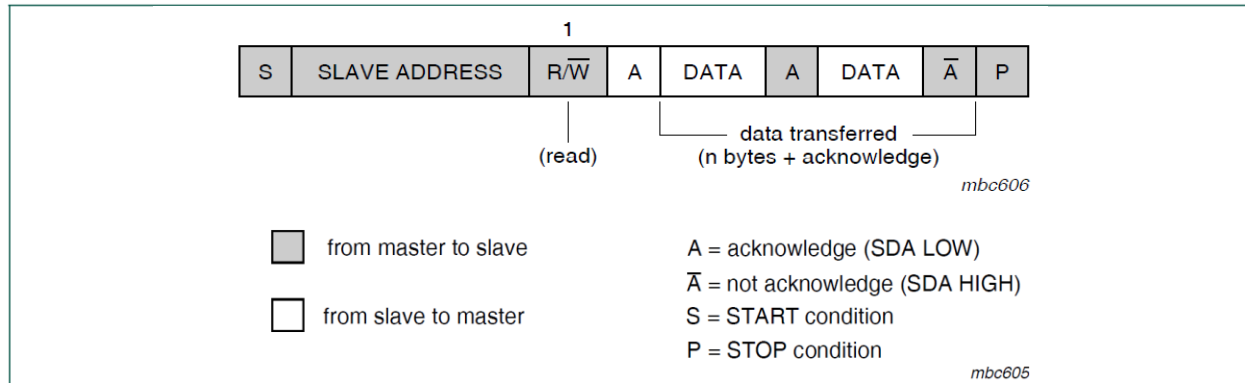 1
S SLAVE ADDRESS R/W̅ A DATA A DATA A̅ P
data transferred
(read) (n bytes + acknowledge)
mbc606
from master to slave
from slave to master
A = acknowledge (SDA LOW)
A̅ = not acknowledge (SDA HIGH)
S = START condition
P = STOP condition
mbc605